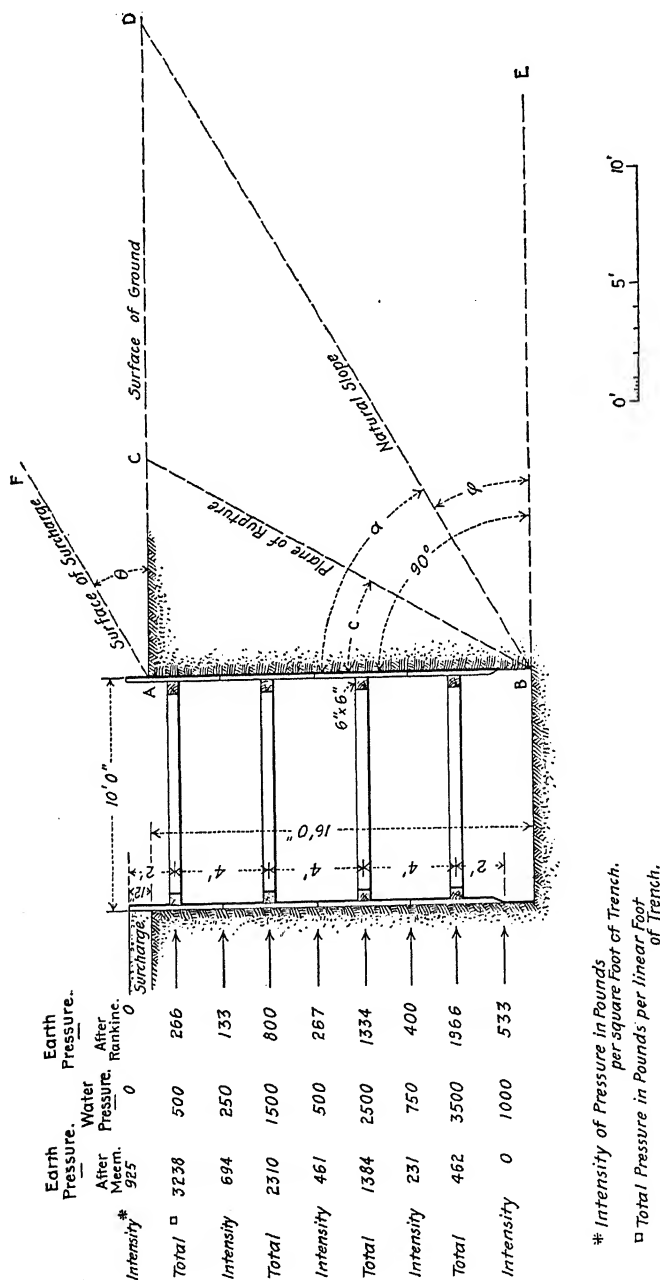 Earth Pressure.
Water Pressure.
Earth Pressure.
After Meem.
After Rankine.
Intensity* 925 0 0
Total □ 3238 500 266
Intensity 694 250 133
Total 2310 1500 800
Intensity 461 500 267
Total 1384 2500 1334
Intensity 231 750 400
Total 462 3500 1966
Intensity 0 1000 533
Surcharge.
12"
2'
4'
4'
4'
2'
16'0"
10'0"
6"x6"
A
B
C
D
E
F
Surface of Surcharge
θ
Surface of Ground
Plane of Rupture
Natural Slope
c
α
90°
φ
0' 5' 10'
* Intensity of Pressure in Pounds
per square Foot of Trench.
□ Total Pressure in Pounds per linear Foot
of Trench.